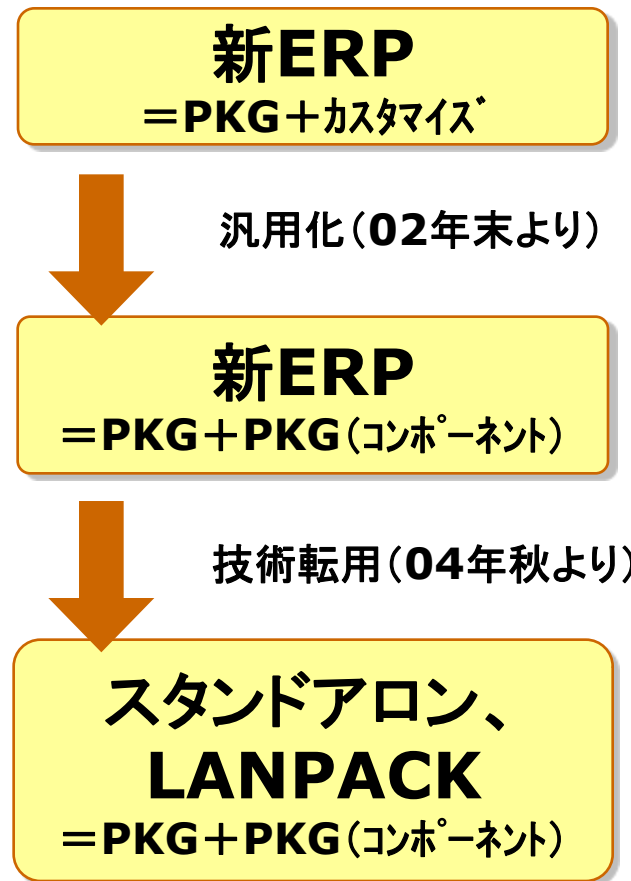 新ERP
＝PKG＋ｶｽﾀﾏｲｽﾞ
汎用化（02年末より）
新ERP
＝PKG＋PKG（ｺﾝﾎﾟｰﾈﾝﾄ）
技術転用（04年秋より）
スタンドアロン、
LANPACK
＝PKG＋PKG（ｺﾝﾎﾟｰﾈﾝﾄ）